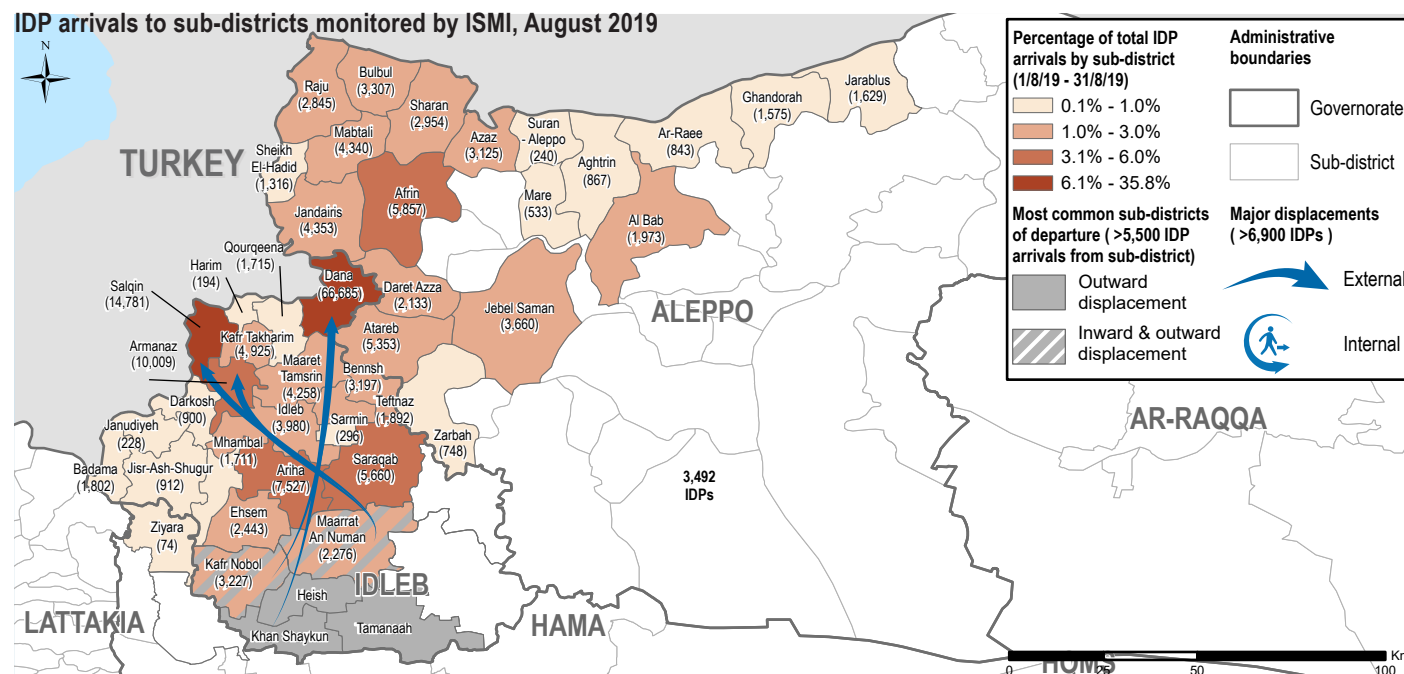 IDP arrivals to sub-districts monitored by ISMI, August 2019
N
TURKEY
Raju
(2,845)
Bulbul
(3,307)
Sharan
(2,954)
Mabtali
(4,340)
Azaz
(3,125)
Suran
- Aleppo
(240)
Aghtrin
(867)
Ar-Raee
(843)
Ghandorah
(1,575)
Jarablus
(1,629)
Sheikh
El-Hadid
(1,316)
Jandairis
(4,353)
Afrin
(5,857)
Mare
(533)
Al Bab
(1,973)
Qourqeena
(1,715)
Harim
(194)
Salqin
(14,781)
Armanaz
(10,009)
Dana
(66,685)
Daret Azza
(2,133)
Jebel Saman
(3,660)
ALEPPO
Kafr Takharim
(4, 925)
Atareb
(5,353)
Maaret
Tamsrin
(4,258)
Bennsh
(3,197)
Teftnaz
(1,892)
Darkosh
(900)
Idleb
(3,980)
Sarmin
(296)
Zarbah
(748)
Janudiyeh
(228)
Mhambal
(1,711)
Badama
(1,802)
Jisr-Ash-Shugur
(912)
Ariha
(7,527)
Saraqab
(5,660)
3,492
IDPs
Ziyara
(74)
Ehsem
(2,443)
Maarrat
An Numan
(2,276)
Kafr Nobol
(3,227)
IDLEB
Heish
Khan Shaykun
Tamanaah
LATTAKIA
HAMA
HOMS
AR-RAQQA
Percentage of total IDP
arrivals by sub-district
(1/8/19 - 31/8/19)
0.1% - 1.0%
1.0% - 3.0%
3.1% - 6.0%
6.1% - 35.8%
Administrative
boundaries
Governorate
Sub-district
Most common sub-districts
of departure ( >5,500 IDP
arrivals from sub-district)
Outward
displacement
Inward & outward
displacement
Major displacements
( >6,900 IDPs )
External
Internal
0 25 50 100